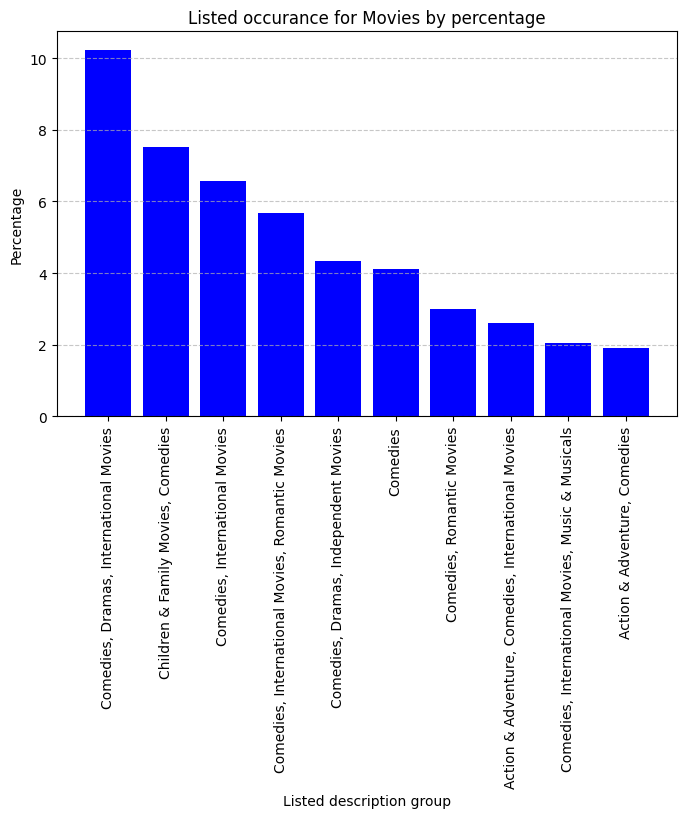 Listed occurance for Movies by percentage
Percentage
10
8
6
4
2
0
Comedies, Dramas, International Movies
Children & Family Movies, Comedies
Comedies, International Movies
Comedies, International Movies, Romantic Movies
Comedies, Dramas, Independent Movies
Comedies
Comedies, Romantic Movies
Action & Adventure, Comedies, International Movies
Comedies, International Movies, Music & Musicals
Action & Adventure, Comedies
Listed description group